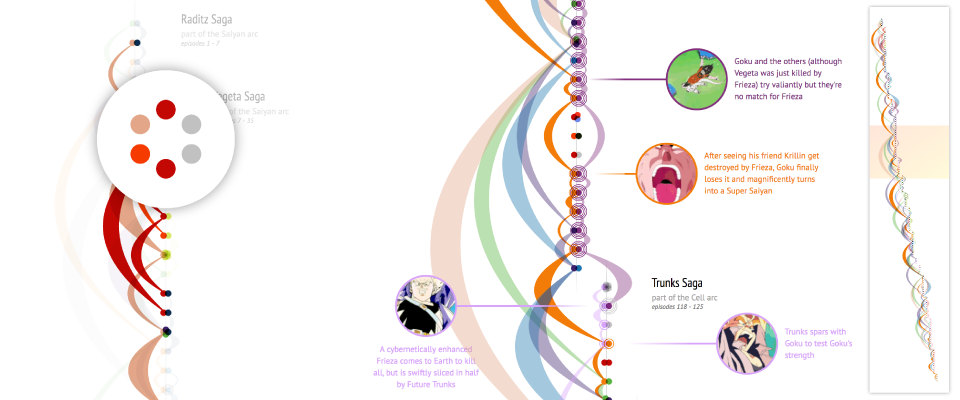 Raditz Saga
part of the Saiyan arc
episodes 1 - 7
geta Saga
of the Saiyan arc
7 - 35
Goku and the others (although
Vegeta was just killed by
Frieza) try valiantly but they're
no match for Frieza
After seeing his friend Krillin get
destroyed by Frieza, Goku finally
loses it and magnificently turns
into a Super Saiyan
Trunks Saga
part of the Cell arc
episodes 118 - 125
A cybernetically enhanced
Frieza comes to Earth to kill
all, but is swiftly sliced in half
by Future Trunks
Trunks spars with
Goku to test Goku's
strength